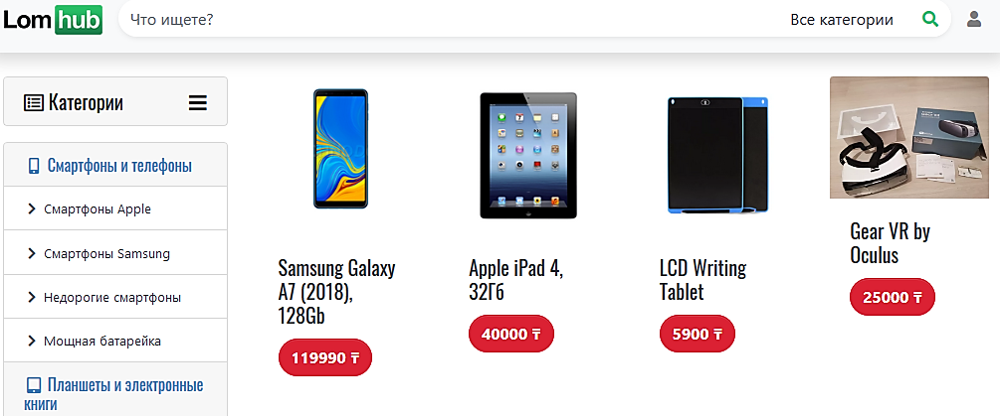 Lom hub
Что ищете?
Все категории
Категории
Смартфоны и телефоны
Смартфоны Apple
Смартфоны Samsung
Недорогие смартфоны
Мощная батарейка
Планшеты и электронные
книги
Samsung Galaxy
A7 (2018),
128Gb
119990 ₸
Apple iPad 4,
32Гб
40000 ₸
LCD Writing
Tablet
5900 ₸
Gear VR by
Oculus
25000 ₸